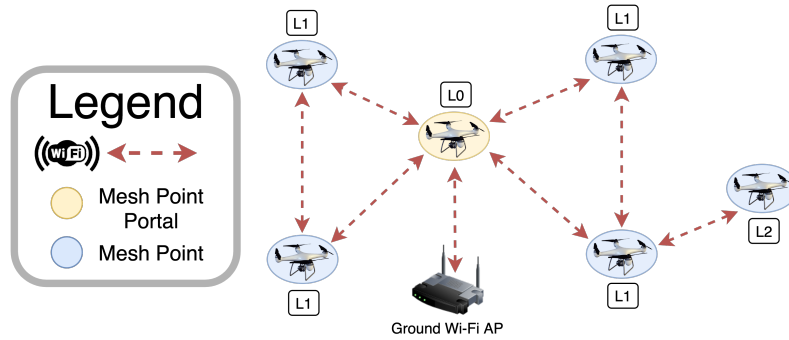 L1
L1
L0
Legend
Wi Fi
Mesh Point
Portal
Mesh Point
L2
L1
L1
Ground Wi-Fi AP